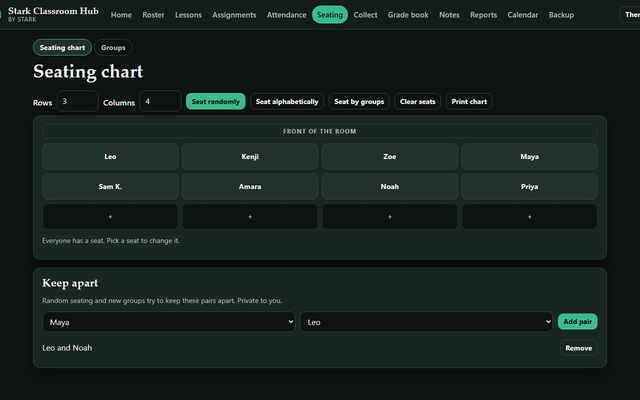 Stark Classroom Hub
BY STARK
Home Roster Lessons Assignments Attendance Seating Collect Grade book Notes Reports Calendar Backup
Seating chart Groups
Seating chart
Rows 3 Columns 4 Seat randomly Seat alphabetically Seat by groups Clear seats Print chart
FRONT OF THE ROOM
Leo Kenji Zoe Maya
Sam K. Amara Noah Priya
+ + + +
Everyone has a seat. Pick a seat to change it.
Keep apart
Random seating and new groups try to keep these pairs apart. Private to you.
Maya Leo Add pair
Leo and Noah Remove